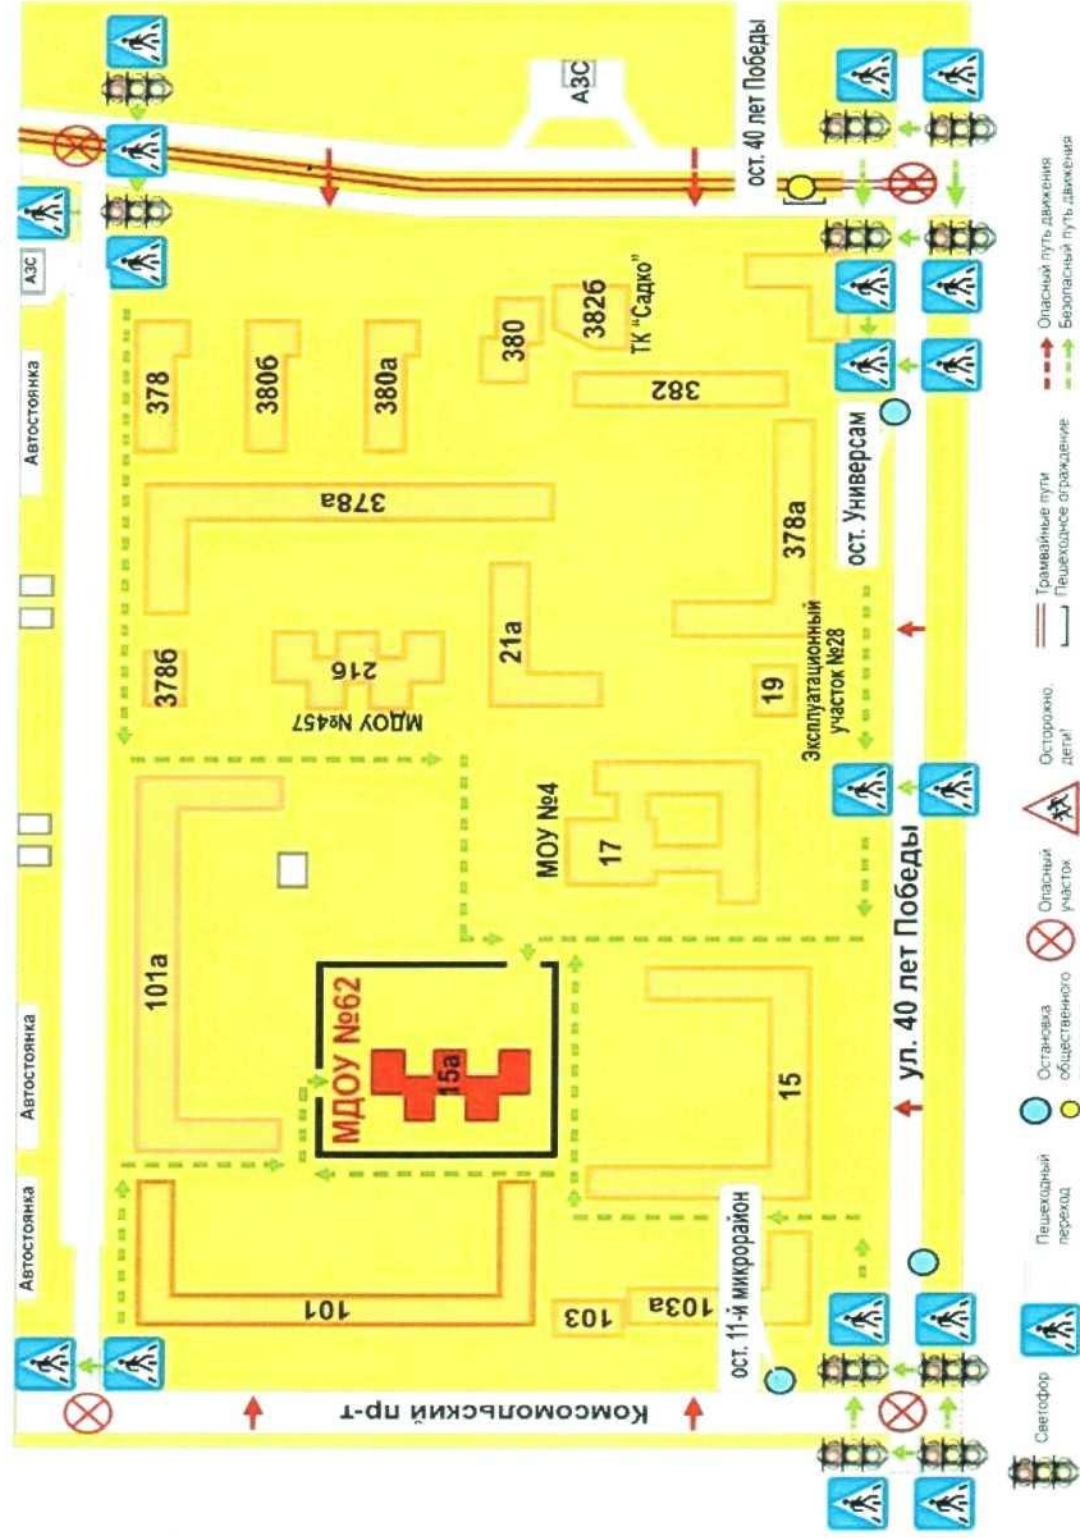 Автостоянка
Автостоянка
Автостоянка
АЗС
101
101а
378б
378
380б
380а
378а
21б
МДОУ №457
21а
380
382б
ТК "Садко"
382
АЗС
ост. 40 лет Победы
МДОУ №62
15а
МОУ №4
17
19
Эксплуатационный
участок №28
378а
ост. Универсам
103
103а
15
ост. 11-й микрорайон
Комсомольский пр-т
ул. 40 лет Победы
Светофор
Пешеходный
переход
Остановка
общественного
Опасный
участок
Осторожно,
дети!
Трамвайные пути
Пешеходное ограждение
Опасный путь движения
Безопасный путь движения